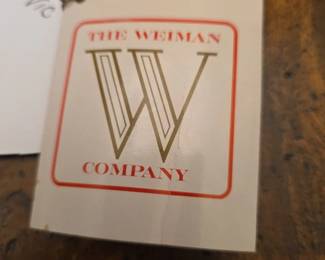 THE WEIMAN
W
COMPANY